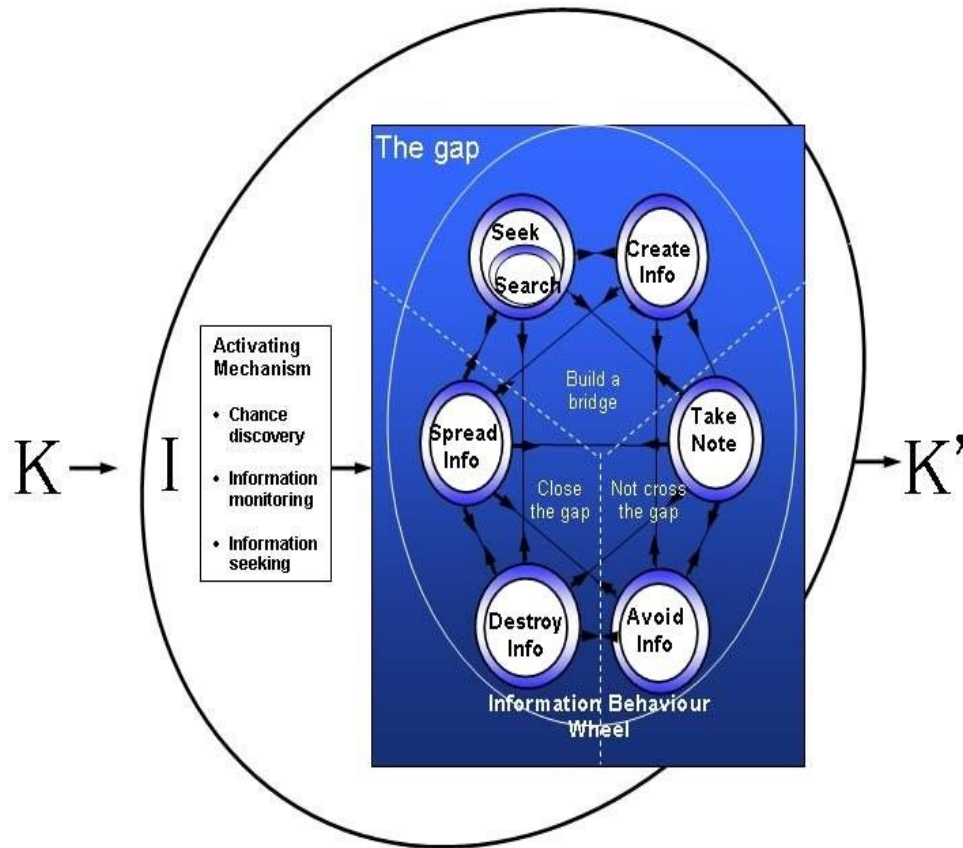 The gap
Seek
Search
Create
Info
Activating
Mechanism
• Chance
discovery
• Information
monitoring
• Information
seeking
Build a
bridge
K
I
Spread
Info
Take
Note
K'
Close
the gap
Not cross
the gap
Destroy
Info
Avoid
Info
Information Behaviour
Wheel